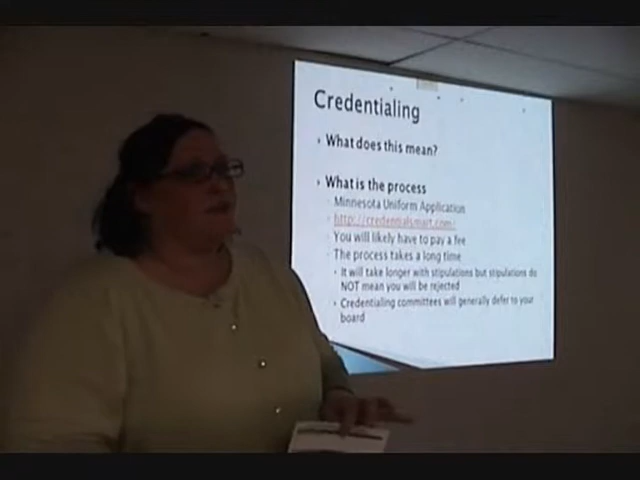 Credentialing
What does this mean?
What is the process
Minnesota Uniform Application
http://credentialsmart.com/
You will likely have to pay a fee
The process takes a long time
It will take longer with stipulations but stipulations do
NOT mean you will be rejected
Credentialing committees will generally defer to your
board